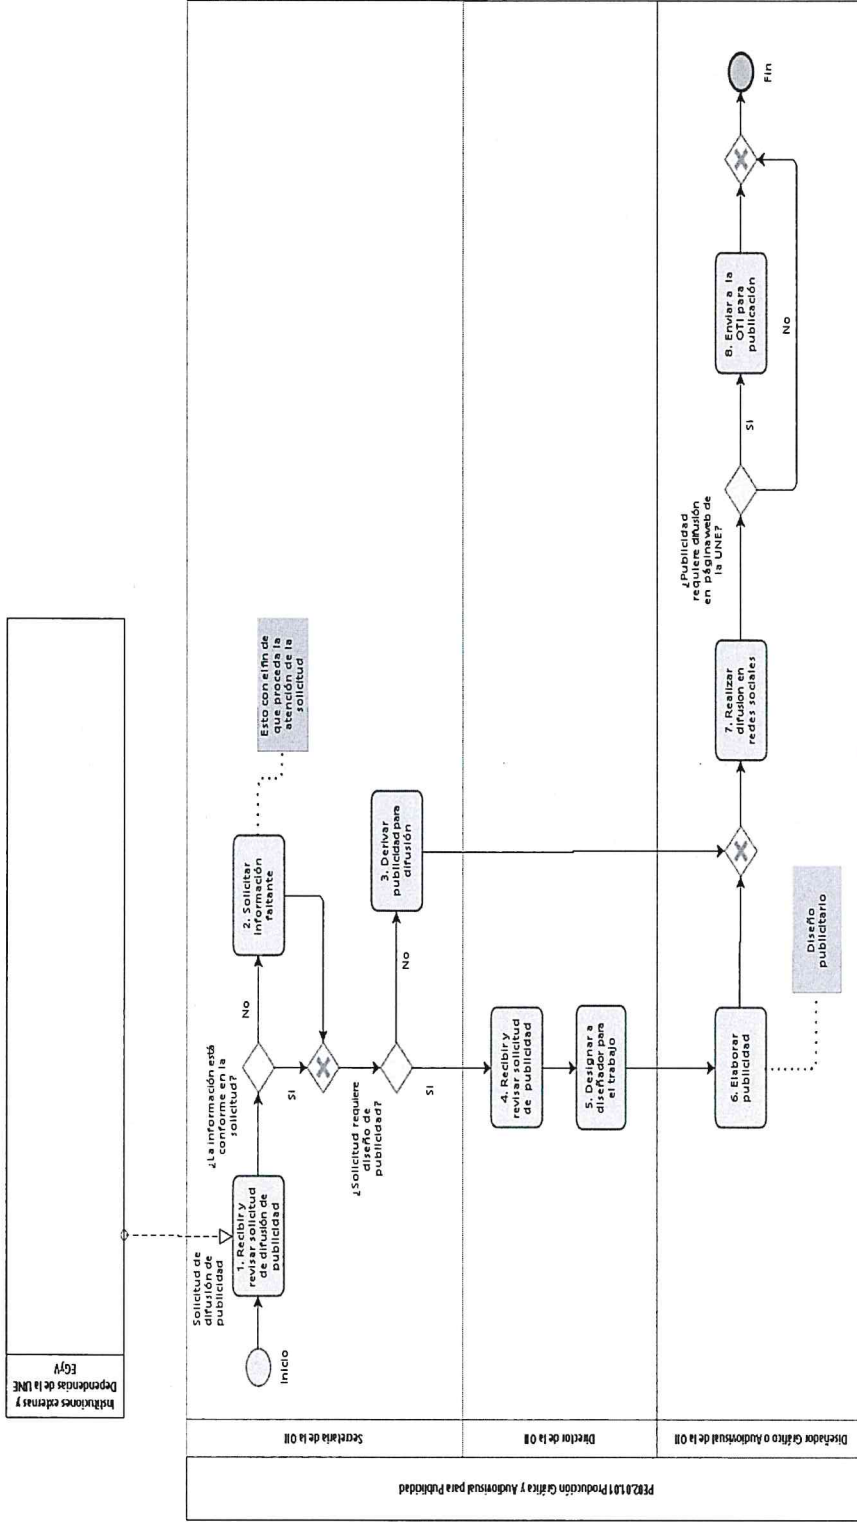 Instituciones externas y
Dependencias de la UNE
EGyV
PE02.01.01 Producción Gráfica y Audiovisual para Publicidad
Secretaria de la OII
Solicitud de
difusión de
publicidad
Inicio
1. Recibir y
revisar solicitud
de difusión de
publicidad
¿La información está
conforme en la
solicitud?
No
SI
2. Solicitar
información
faltante
Esto con el fin de
que proceda la
atención de la
solicitud
¿Solicitud requiere
diseño de
publicidad?
No
SI
3. Derivar
publicidad para
difusión
Director de la OII
4. Recibir y
revisar solicitud
de publicidad
5. Designar a
diseñador para
el trabajo
Diseñador Gráfico o Audiovisual de la OII
6. Elaborar
publicidad
Diseño
publicitario
7. Realizar
difusion en
redes sociales
¿Publicidad
requiere difusión
en página web de
la UNE?
SI
No
8. Enviar a la
OTI para
publicación
Fin